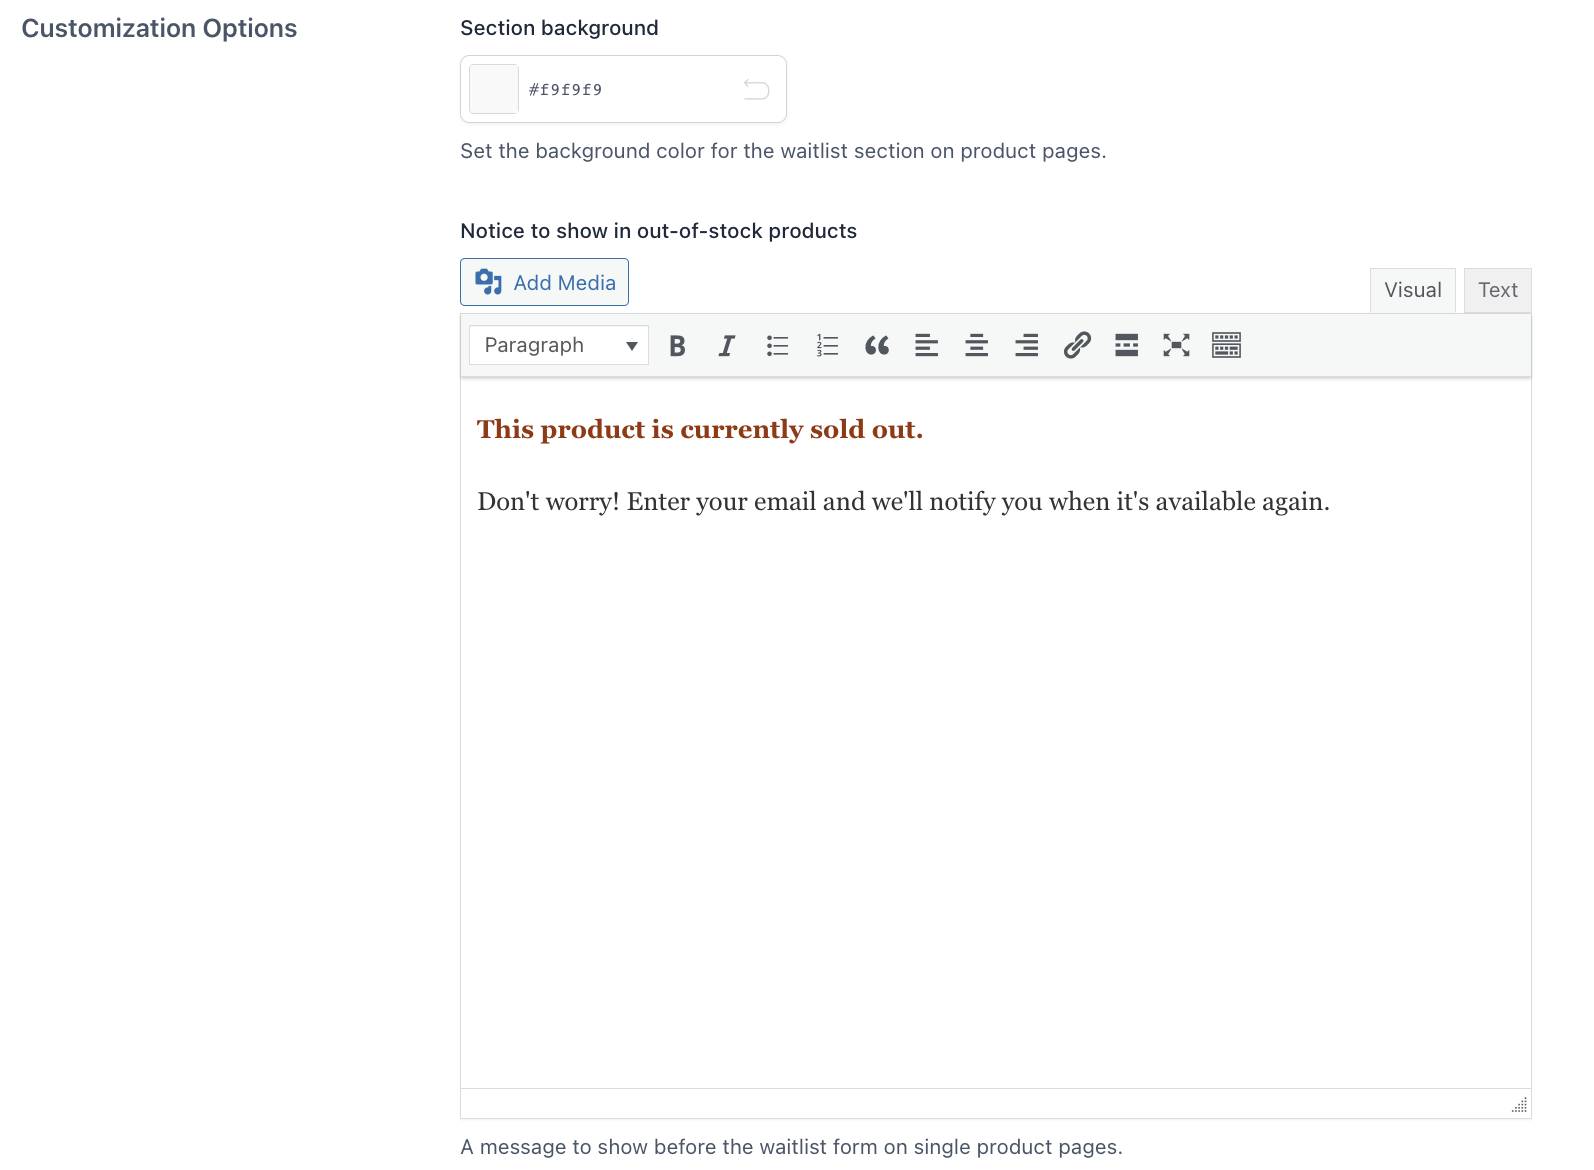 Customization Options
Section background
#f9f9f9
Set the background color for the waitlist section on product pages.
Notice to show in out-of-stock products
Add Media
Visual
Text
Paragraph
This product is currently sold out.
Don't worry! Enter your email and we'll notify you when it's available again.
A message to show before the waitlist form on single product pages.